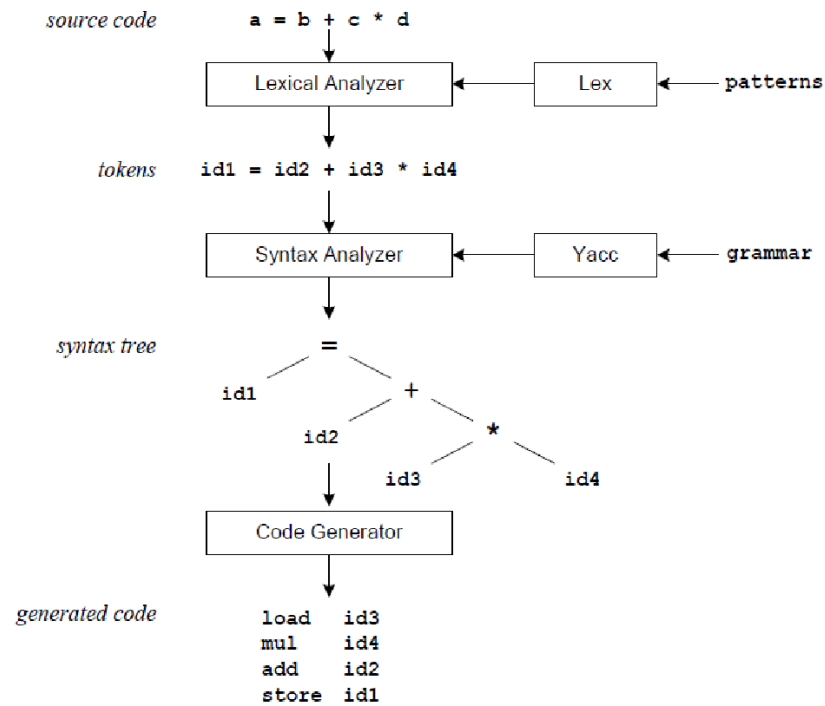 source code a = b + c * d
Lexical Analyzer Lex patterns
tokens id1 = id2 + id3 * id4
Syntax Analyzer Yacc grammar
syntax tree =
id1 +
id2 *
id3 id4
Code Generator
generated code load id3
mul id4
add id2
store id1